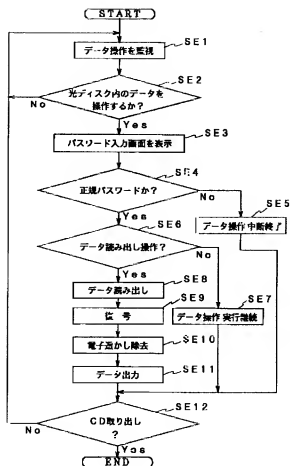 START
データ操作を監視
SE1
SE2
光ディスク内のデータを
操作するか?
No
Yes
SE3
パスワード入力画面を表示
SE4
正規パスワードか?
No
SE5
Yes
SE6
データ操作中断終了
データ読み出し操作?
No
Yes
SE8
データ読み出し
SE9
SE7
復号
データ操作実行継続
SE10
電子透かし除去
SE11
データ出力
SE12
CD取り出し
?
No
Yes
END